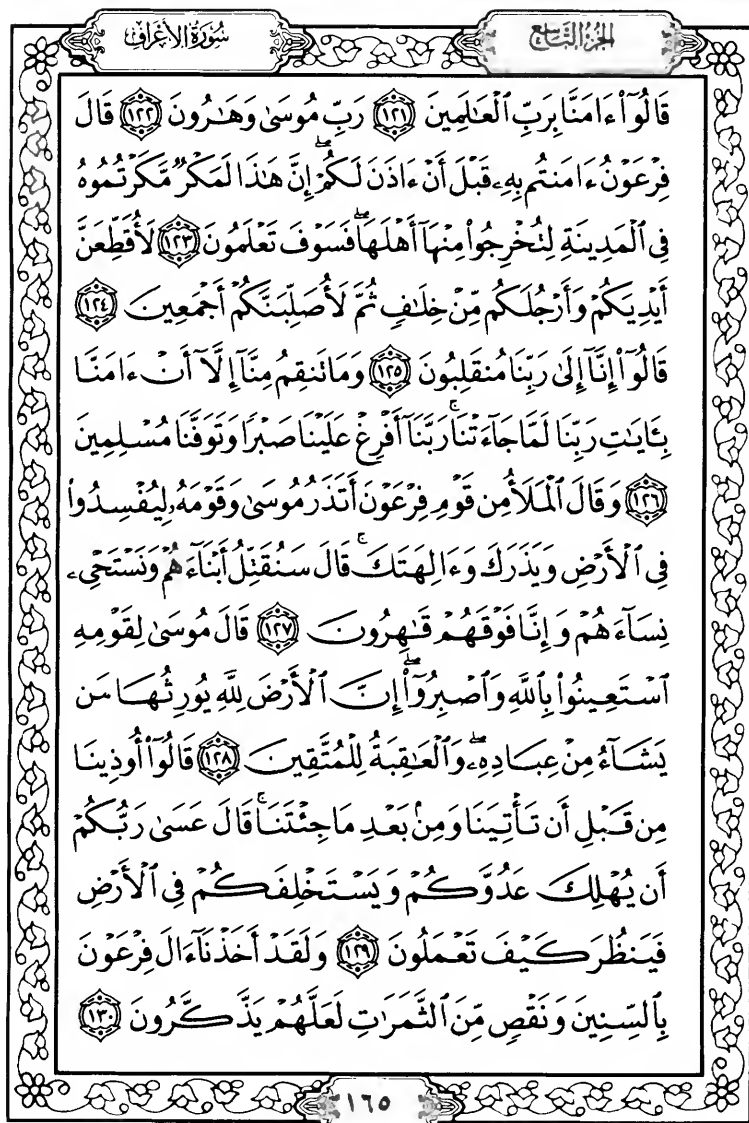 سُورَةُ الأَعْرَافِ
الجزء التاسع
قَالُوٓا۟ ءَامَنَّا بِرَبِّ ٱلْعَٰلَمِينَ ١٢١ رَبِّ مُوسَىٰ وَهَٰرُونَ ١٢٢ قَالَ
فِرْعَوْنُ ءَامَنتُم بِهِۦ قَبْلَ أَنْ ءَاذَنَ لَكُمْ ۖ إِنَّ هَٰذَا لَمَكْرٌ مَّكَرْتُمُوهُ
فِى ٱلْمَدِينَةِ لِتُخْرِجُوا۟ مِنْهَآ أَهْلَهَا ۖ فَسَوْفَ تَعْلَمُونَ ١٢٣ لَأُقَطِّعَنَّ
أَيْدِيَكُمْ وَأَرْجُلَكُم مِّنْ خِلَٰفٍ ثُمَّ لَأُصَلِّبَنَّكُمْ أَجْمَعِينَ ١٢٤
قَالُوٓا۟ إِنَّآ إِلَىٰ رَبِّنَا مُنقَلِبُونَ ١٢٥ وَمَا تَنقِمُ مِنَّآ إِلَّآ أَنْ ءَامَنَّا
بِـَٔايَٰتِ رَبِّنَا لَمَّا جَآءَتْنَا ۚ رَبَّنَآ أَفْرِغْ عَلَيْنَا صَبْرًا وَتَوَفَّنَا مُسْلِمِينَ
١٢٦ وَقَالَ ٱلْمَلَأُ مِن قَوْمِ فِرْعَوْنَ أَتَذَرُ مُوسَىٰ وَقَوْمَهُۥ لِيُفْسِدُوا۟
فِى ٱلْأَرْضِ وَيَذَرَكَ وَءَالِهَتَكَ ۚ قَالَ سَنُقَتِّلُ أَبْنَآءَهُمْ وَنَسْتَحْىِۦ
نِسَآءَهُمْ وَإِنَّا فَوْقَهُمْ قَٰهِرُونَ ١٢٧ قَالَ مُوسَىٰ لِقَوْمِهِ
ٱسْتَعِينُوا۟ بِٱللَّهِ وَٱصْبِرُوٓا۟ ۖ إِنَّ ٱلْأَرْضَ لِلَّهِ يُورِثُهَا مَن
يَشَآءُ مِنْ عِبَادِهِۦ ۖ وَٱلْعَٰقِبَةُ لِلْمُتَّقِينَ ١٢٨ قَالُوٓا۟ أُوذِينَا
مِن قَبْلِ أَن تَأْتِيَنَا وَمِنۢ بَعْدِ مَا جِئْتَنَا ۚ قَالَ عَسَىٰ رَبُّكُمْ
أَن يُهْلِكَ عَدُوَّكُمْ وَيَسْتَخْلِفَكُمْ فِى ٱلْأَرْضِ
فَيَنظُرَ كَيْفَ تَعْمَلُونَ ١٢٩ وَلَقَدْ أَخَذْنَآ ءَالَ فِرْعَوْنَ
بِٱلسِّنِينَ وَنَقْصٍ مِّنَ ٱلثَّمَرَٰتِ لَعَلَّهُمْ يَذَّكَّرُونَ ١٣٠
١٦٥